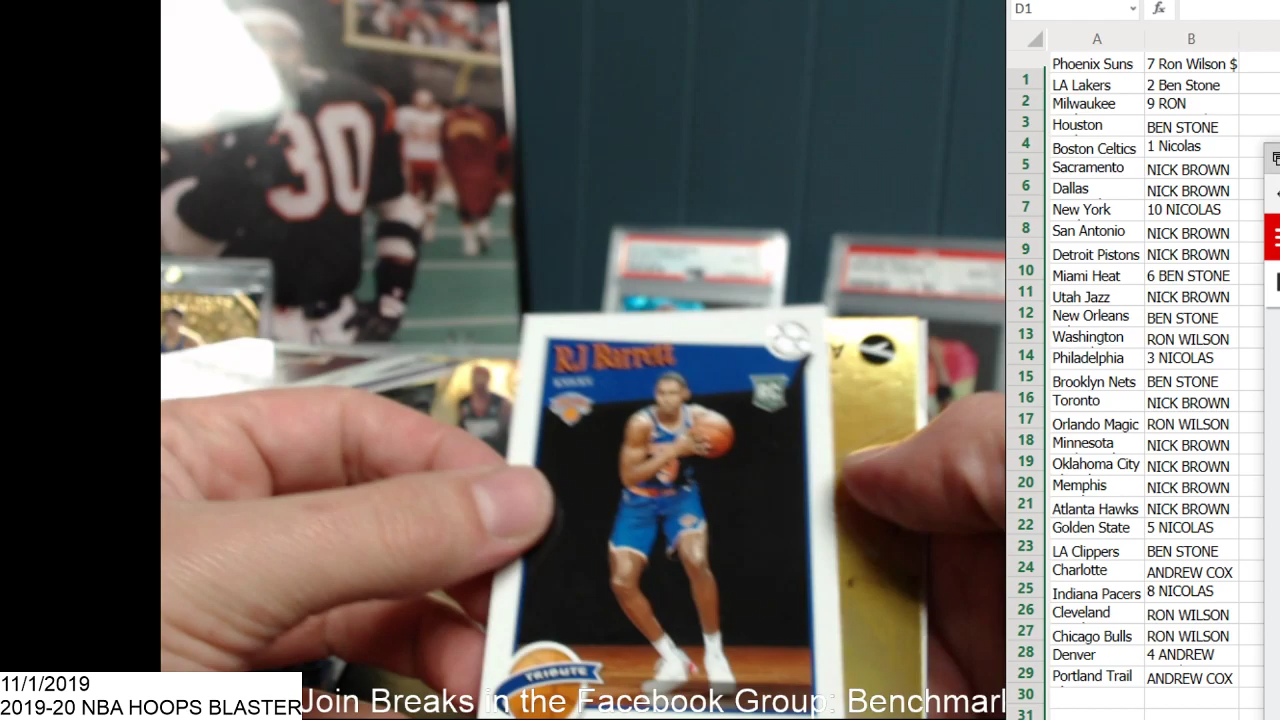 D1
fx
A B
Phoenix Suns 7 Ron Wilson $
1 LA Lakers 2 Ben Stone
2 Milwaukee 9 RON
3 Houston BEN STONE
4 Boston Celtics 1 Nicolas
5 Sacramento NICK BROWN
6 Dallas NICK BROWN
7 New York 10 NICOLAS
8 San Antonio NICK BROWN
9 Detroit Pistons NICK BROWN
10 Miami Heat 6 BEN STONE
11 Utah Jazz NICK BROWN
12 New Orleans BEN STONE
13 Washington RON WILSON
14 Philadelphia 3 NICOLAS
15 Brooklyn Nets BEN STONE
16 Toronto NICK BROWN
17 Orlando Magic RON WILSON
18 Minnesota NICK BROWN
19 Oklahoma City NICK BROWN
20 Memphis NICK BROWN
21 Atlanta Hawks NICK BROWN
22 Golden State 5 NICOLAS
23 LA Clippers BEN STONE
24 Charlotte ANDREW COX
25 Indiana Pacers 8 NICOLAS
26 Cleveland RON WILSON
27 Chicago Bulls RON WILSON
28 Denver 4 ANDREW
29 Portland Trail ANDREW COX
30
31
30
RJ Barrett
RC
TRIBUTE
11/1/2019
2019-20 NBA HOOPS BLASTER
Join Breaks in the Facebook Group: Benchmark